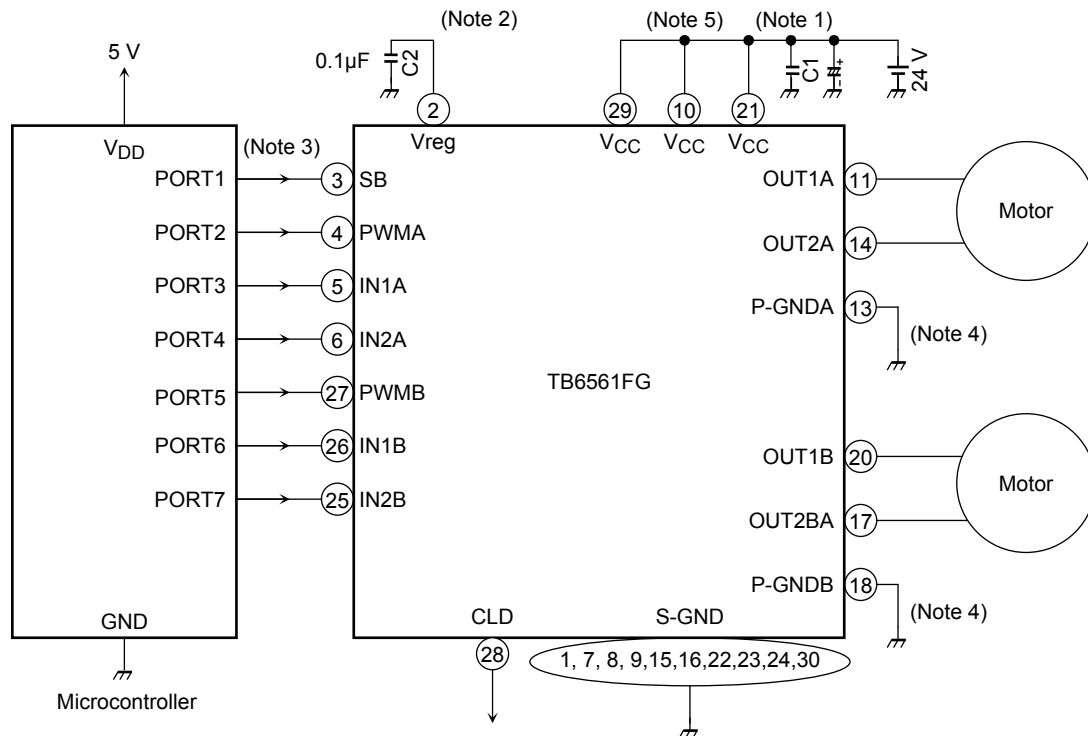 (Note 2)
(Note 5)
(Note 1)
5 V
0.1μF
C2
C1
24 V
2
29
10
21
VDD
Vreg
VCC
VCC
VCC
(Note 3)
PORT1
3
SB
OUT1A
11
Motor
PORT2
4
PWMA
OUT2A
14
PORT3
5
IN1A
P-GNDA
13
(Note 4)
PORT4
6
IN2A
TB6561FG
PORT5
27
PWMB
PORT6
26
IN1B
OUT1B
20
Motor
PORT7
25
IN2B
OUT2BA
17
P-GNDB
18
(Note 4)
GND
CLD
S-GND
28
1, 7, 8, 9,15,16,22,23,24,30
Microcontroller